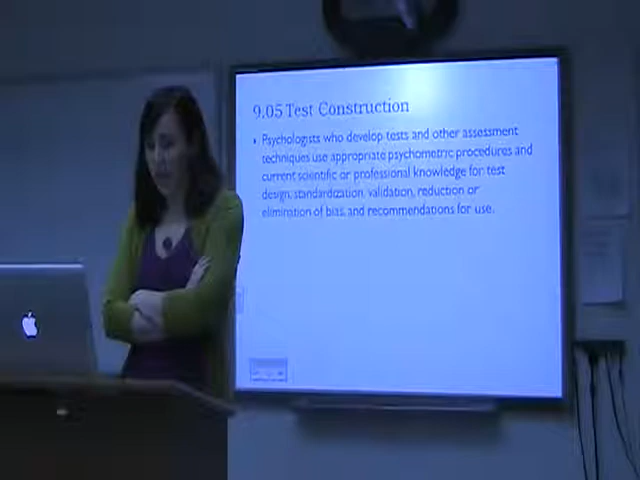 9.05 Test Construction
• Psychologists who develop tests and other assessment
techniques use appropriate psychometric procedures and
current scientific or professional knowledge for test
design, standardization, validation, reduction or
elimination of bias, and recommendations for use.